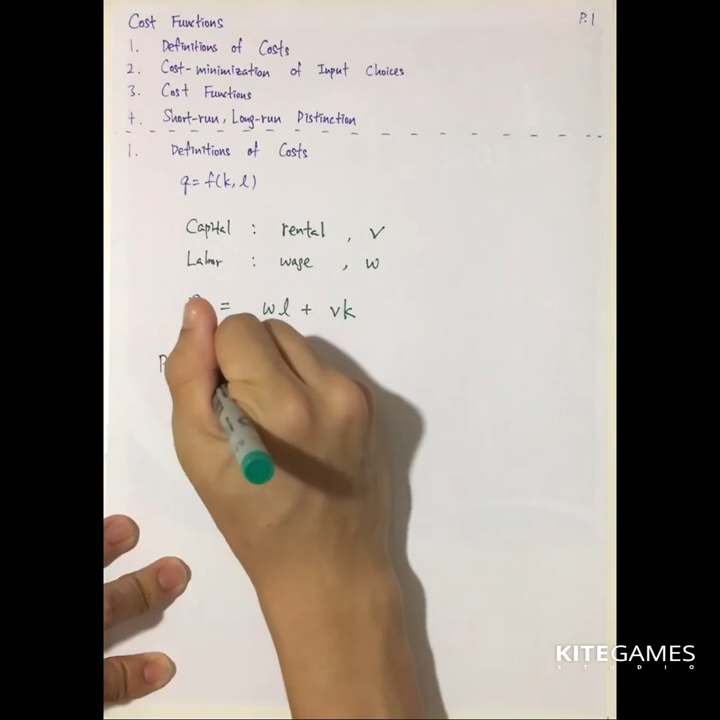 Cost Functions P.1
1. Definitions of Costs
2. Cost-minimization of Input Choices
3. Cost Functions
4. Short-run, Long-run Distinction
1. Definitions of Costs
q = f(k, l)
Capital : rental , v
Labor : wage , w
= wl + vk
KITEGAMES
STUDIO